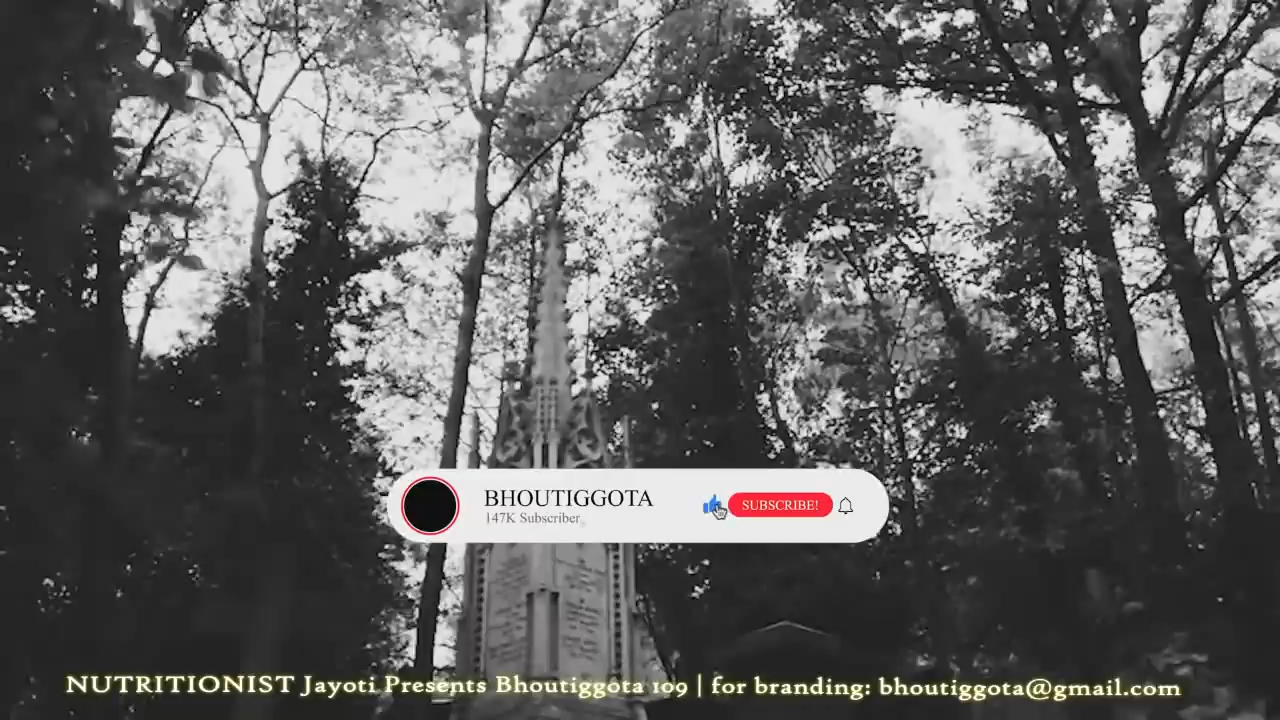 BHOUTIGGOTA
147K Subscriber
SUBSCRIBE!
NUTRITIONIST Jayoti Presents Bhoutiggota 109 | for branding: bhoutiggota@gmail.com